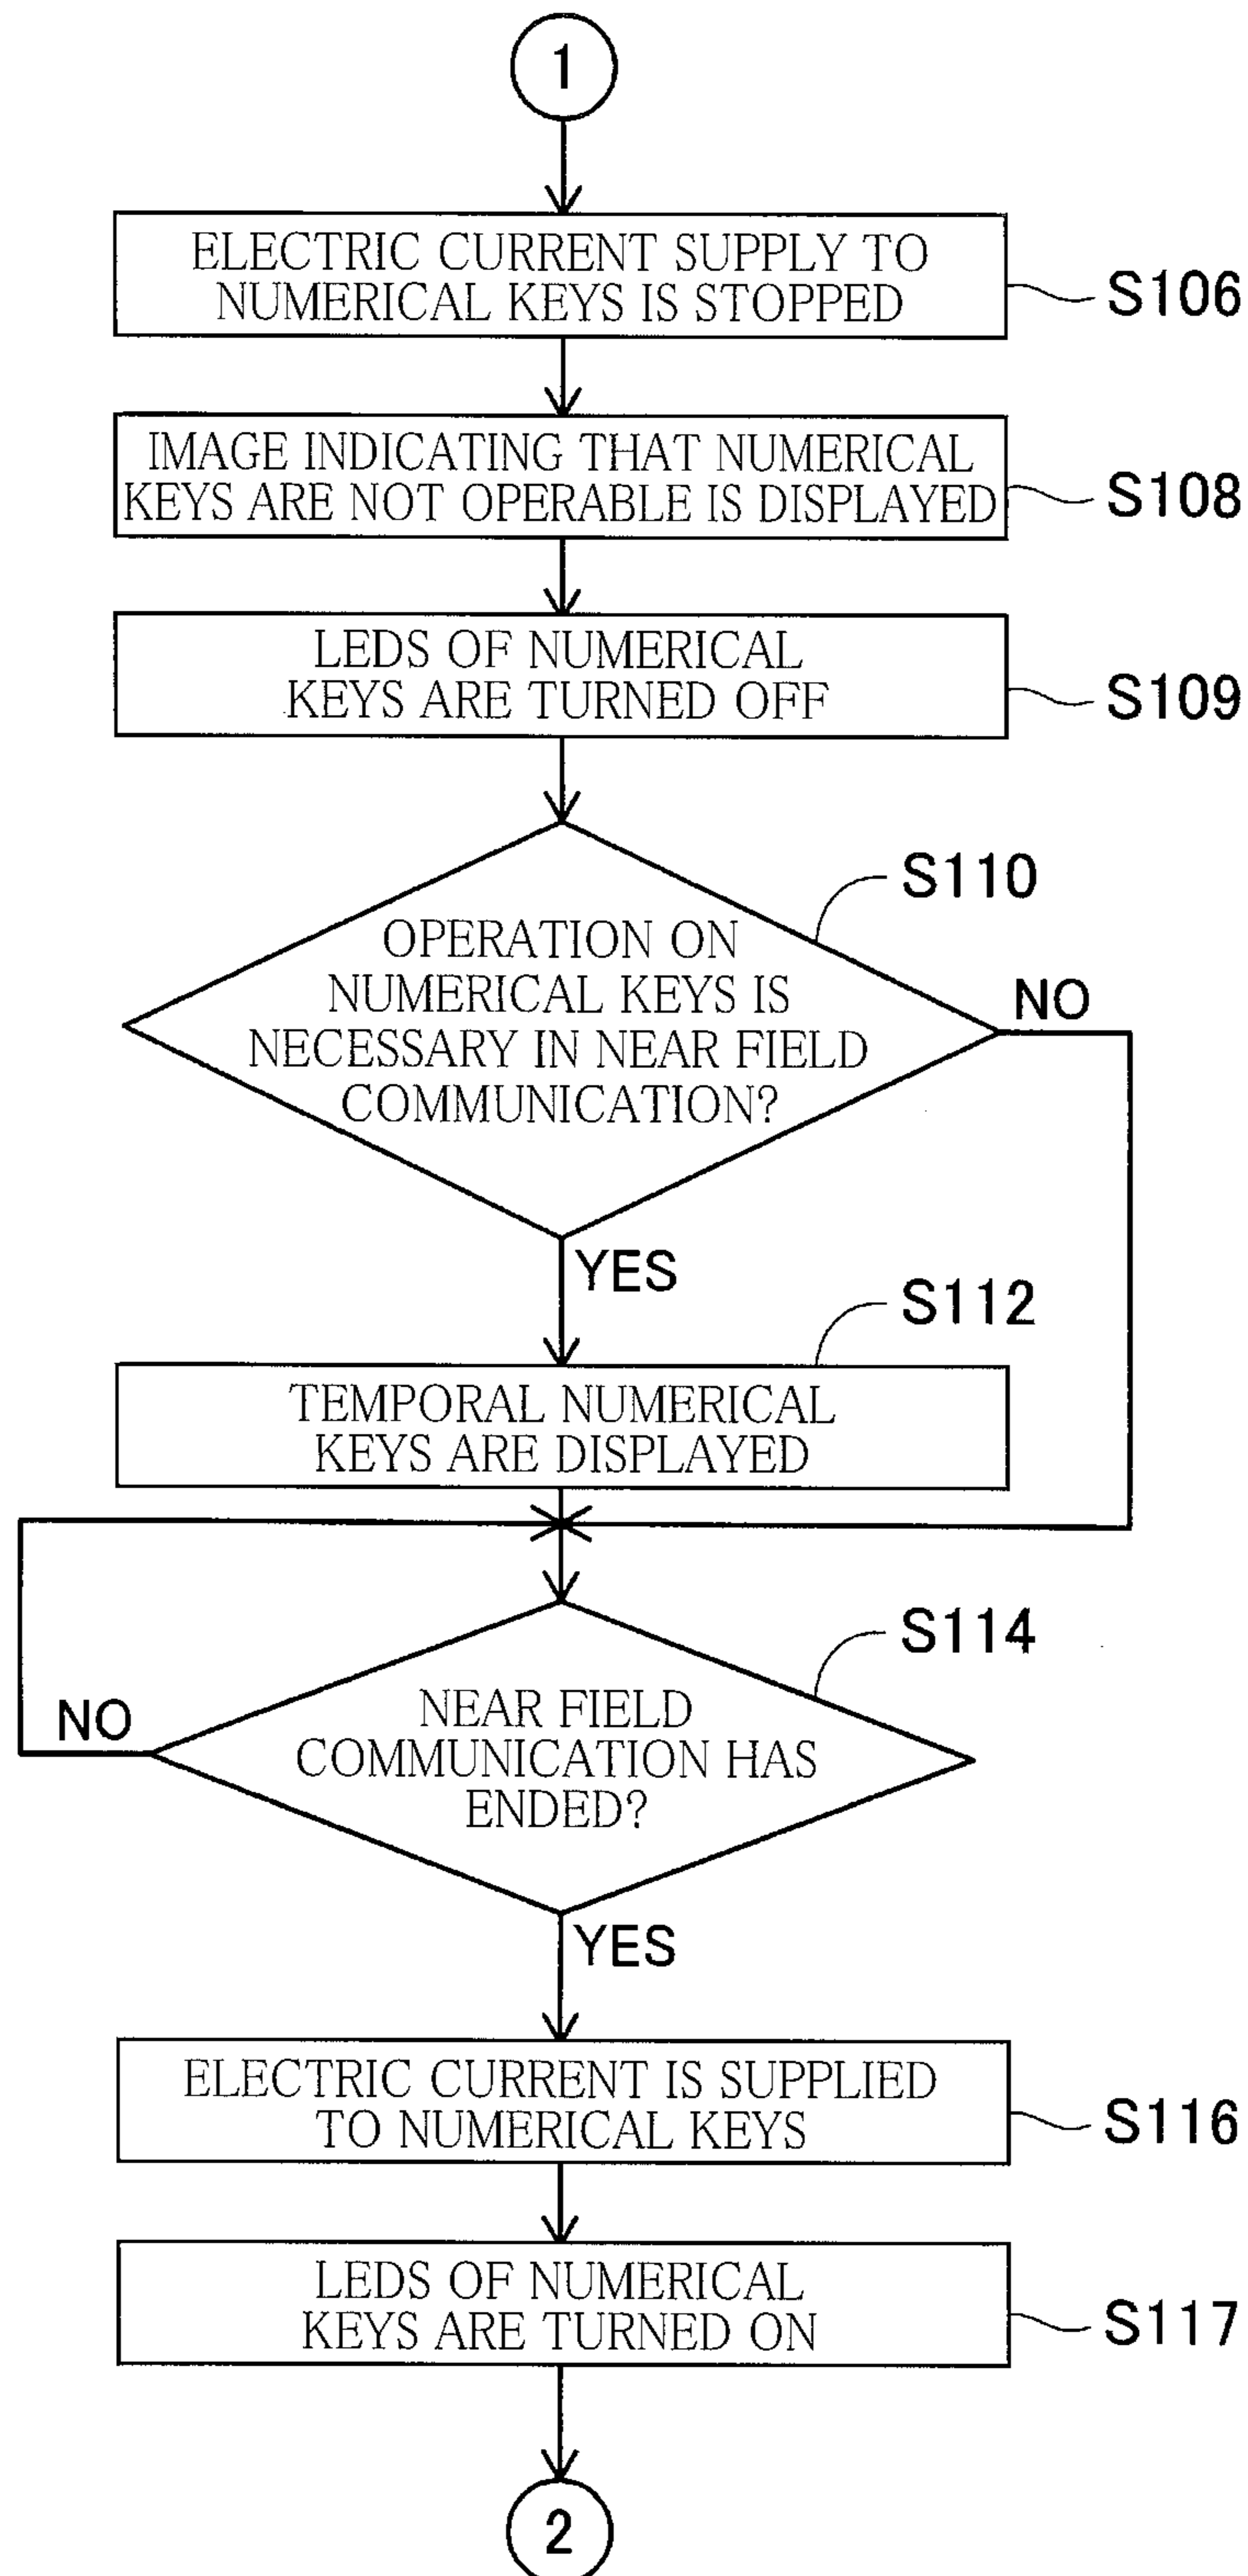 1
ELECTRIC CURRENT SUPPLY TO
NUMERICAL KEYS IS STOPPED
S106
IMAGE INDICATING THAT NUMERICAL
KEYS ARE NOT OPERABLE IS DISPLAYED
S108
LEDS OF NUMERICAL
KEYS ARE TURNED OFF
S109
S110
OPERATION ON
NUMERICAL KEYS IS
NECESSARY IN NEAR FIELD
COMMUNICATION?
NO
YES
S112
TEMPORAL NUMERICAL
KEYS ARE DISPLAYED
S114
NEAR FIELD
COMMUNICATION HAS
ENDED?
NO
YES
ELECTRIC CURRENT IS SUPPLIED
TO NUMERICAL KEYS
S116
LEDS OF NUMERICAL
KEYS ARE TURNED ON
S117
2